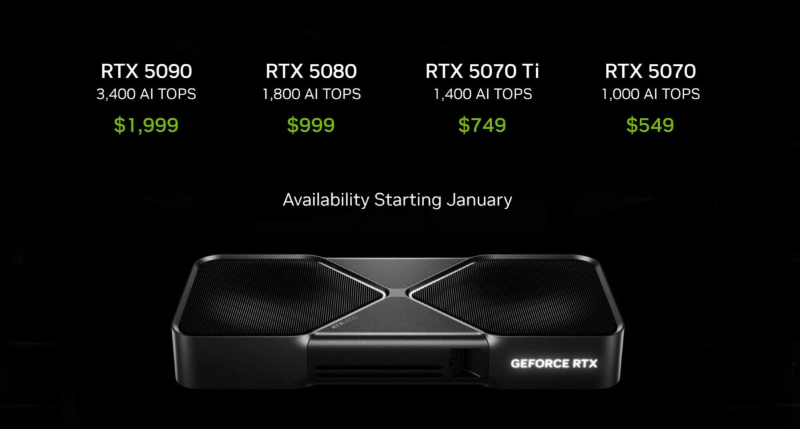 RTX 5090
3,400 AI TOPS
$1,999
RTX 5080
1,800 AI TOPS
$999
RTX 5070 Ti
1,400 AI TOPS
$749
RTX 5070
1,000 AI TOPS
$549
Availability Starting January
GEFORCE RTX